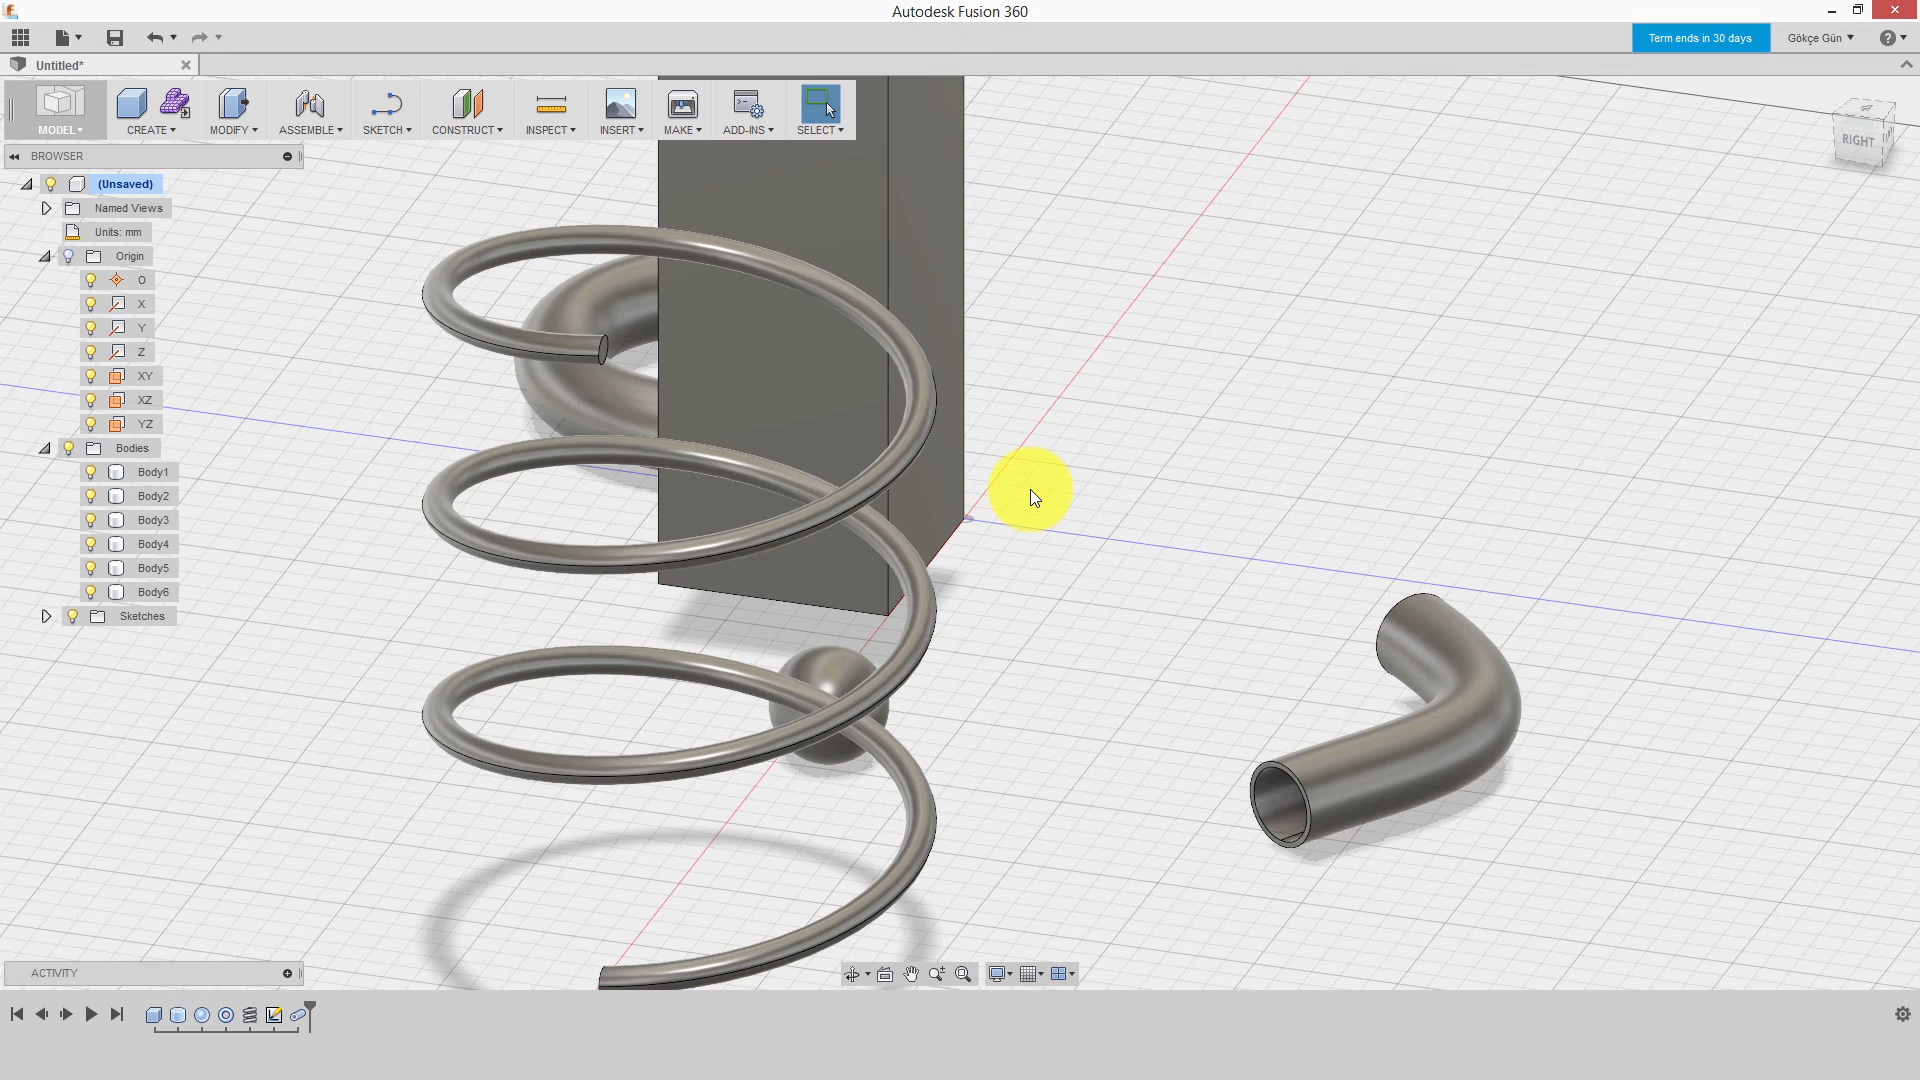 Autodesk Fusion 360
Term ends in 30 days
Gökçe Gün
Untitled*
MODEL
CREATE
MODIFY
ASSEMBLE
SKETCH
CONSTRUCT
INSPECT
INSERT
MAKE
ADD-INS
SELECT
RIGHT
BROWSER
(Unsaved)
Named Views
Units: mm
Origin
O
X
Y
Z
XY
XZ
YZ
Bodies
Body1
Body2
Body3
Body4
Body5
Body6
Sketches
ACTIVITY